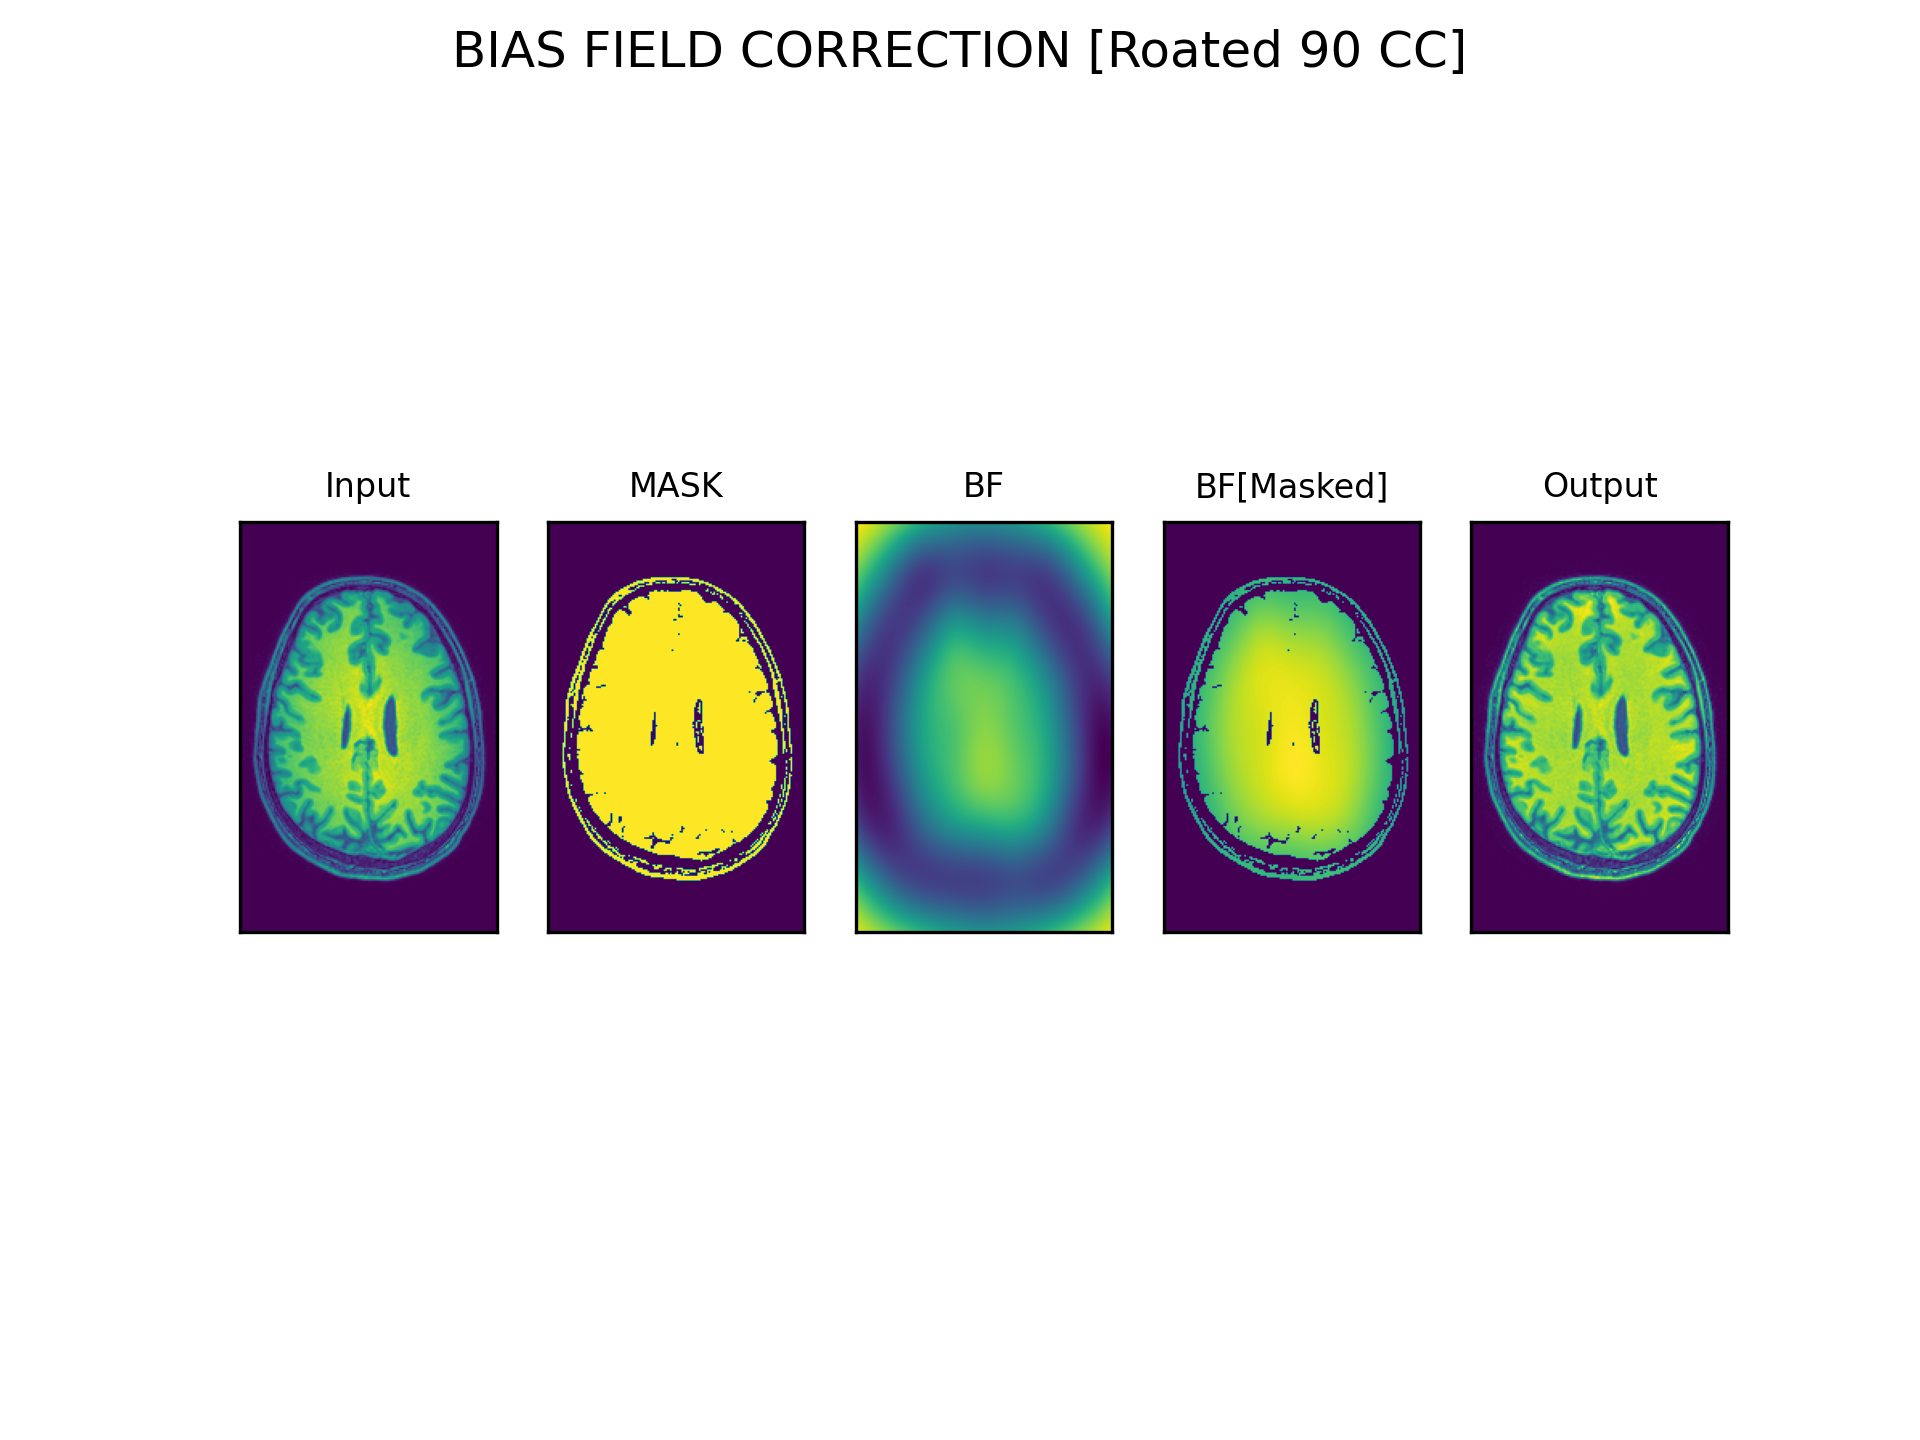 BIAS FIELD CORRECTION [Roated 90 CC]
Input
MASK
BF
BF[Masked]
Output